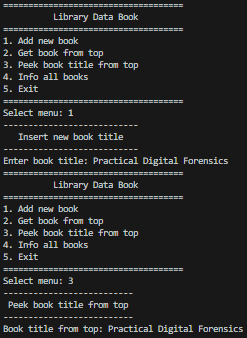 ====================================
Library Data Book
====================================
1. Add new book
2. Get book from top
3. Peek book title from top
4. Info all books
5. Exit
====================================
Select menu: 1
---------------------------
Insert new book title
---------------------------
Enter book title: Practical Digital Forensics
====================================
Library Data Book
====================================
1. Add new book
2. Get book from top
3. Peek book title from top
4. Info all books
5. Exit
====================================
Select menu: 3
--------------------------
Peek book title from top
--------------------------
Book title from top: Practical Digital Forensics